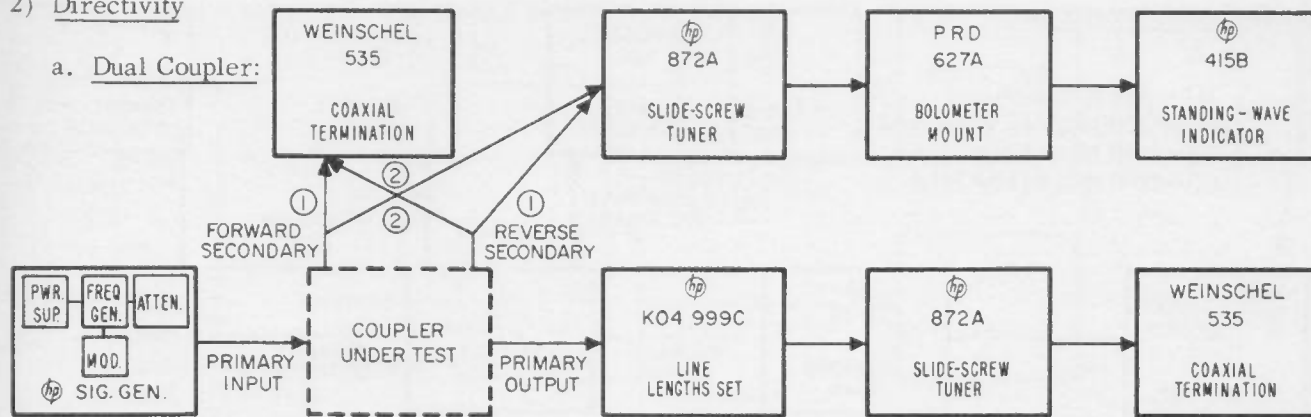 2) Directivity
a. Dual Coupler:
WEINSCHEL
535
COAXIAL
TERMINATION
hp
872A
SLIDE-SCREW
TUNER
PRD
627A
BOLOMETER
MOUNT
hp
415B
STANDING-WAVE
INDICATOR
①
②
②
①
FORWARD
SECONDARY
REVERSE
SECONDARY
PWR.
SUP.
FREQ
GEN.
ATTEN.
MOD.
hp SIG. GEN.
PRIMARY
INPUT
COUPLER
UNDER TEST
PRIMARY
OUTPUT
hp
K04 999C
LINE
LENGTHS SET
hp
872A
SLIDE-SCREW
TUNER
WEINSCHEL
535
COAXIAL
TERMINATION